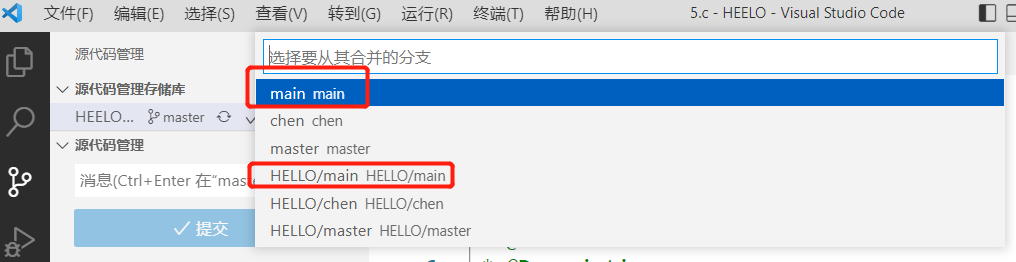 文件(F) 编辑(E) 选择(S) 查看(V) 转到(G) 运行(R) 终端(T) 帮助(H) 5.c - HEELO - Visual Studio Code
源代码管理
选择要从其合并的分支
源代码管理存储库
main main
HEELO... master
chen chen
源代码管理
master master
消息(Ctrl+Enter 在"maste
HELLO/main HELLO/main
HELLO/chen HELLO/chen
提交
HELLO/master HELLO/master